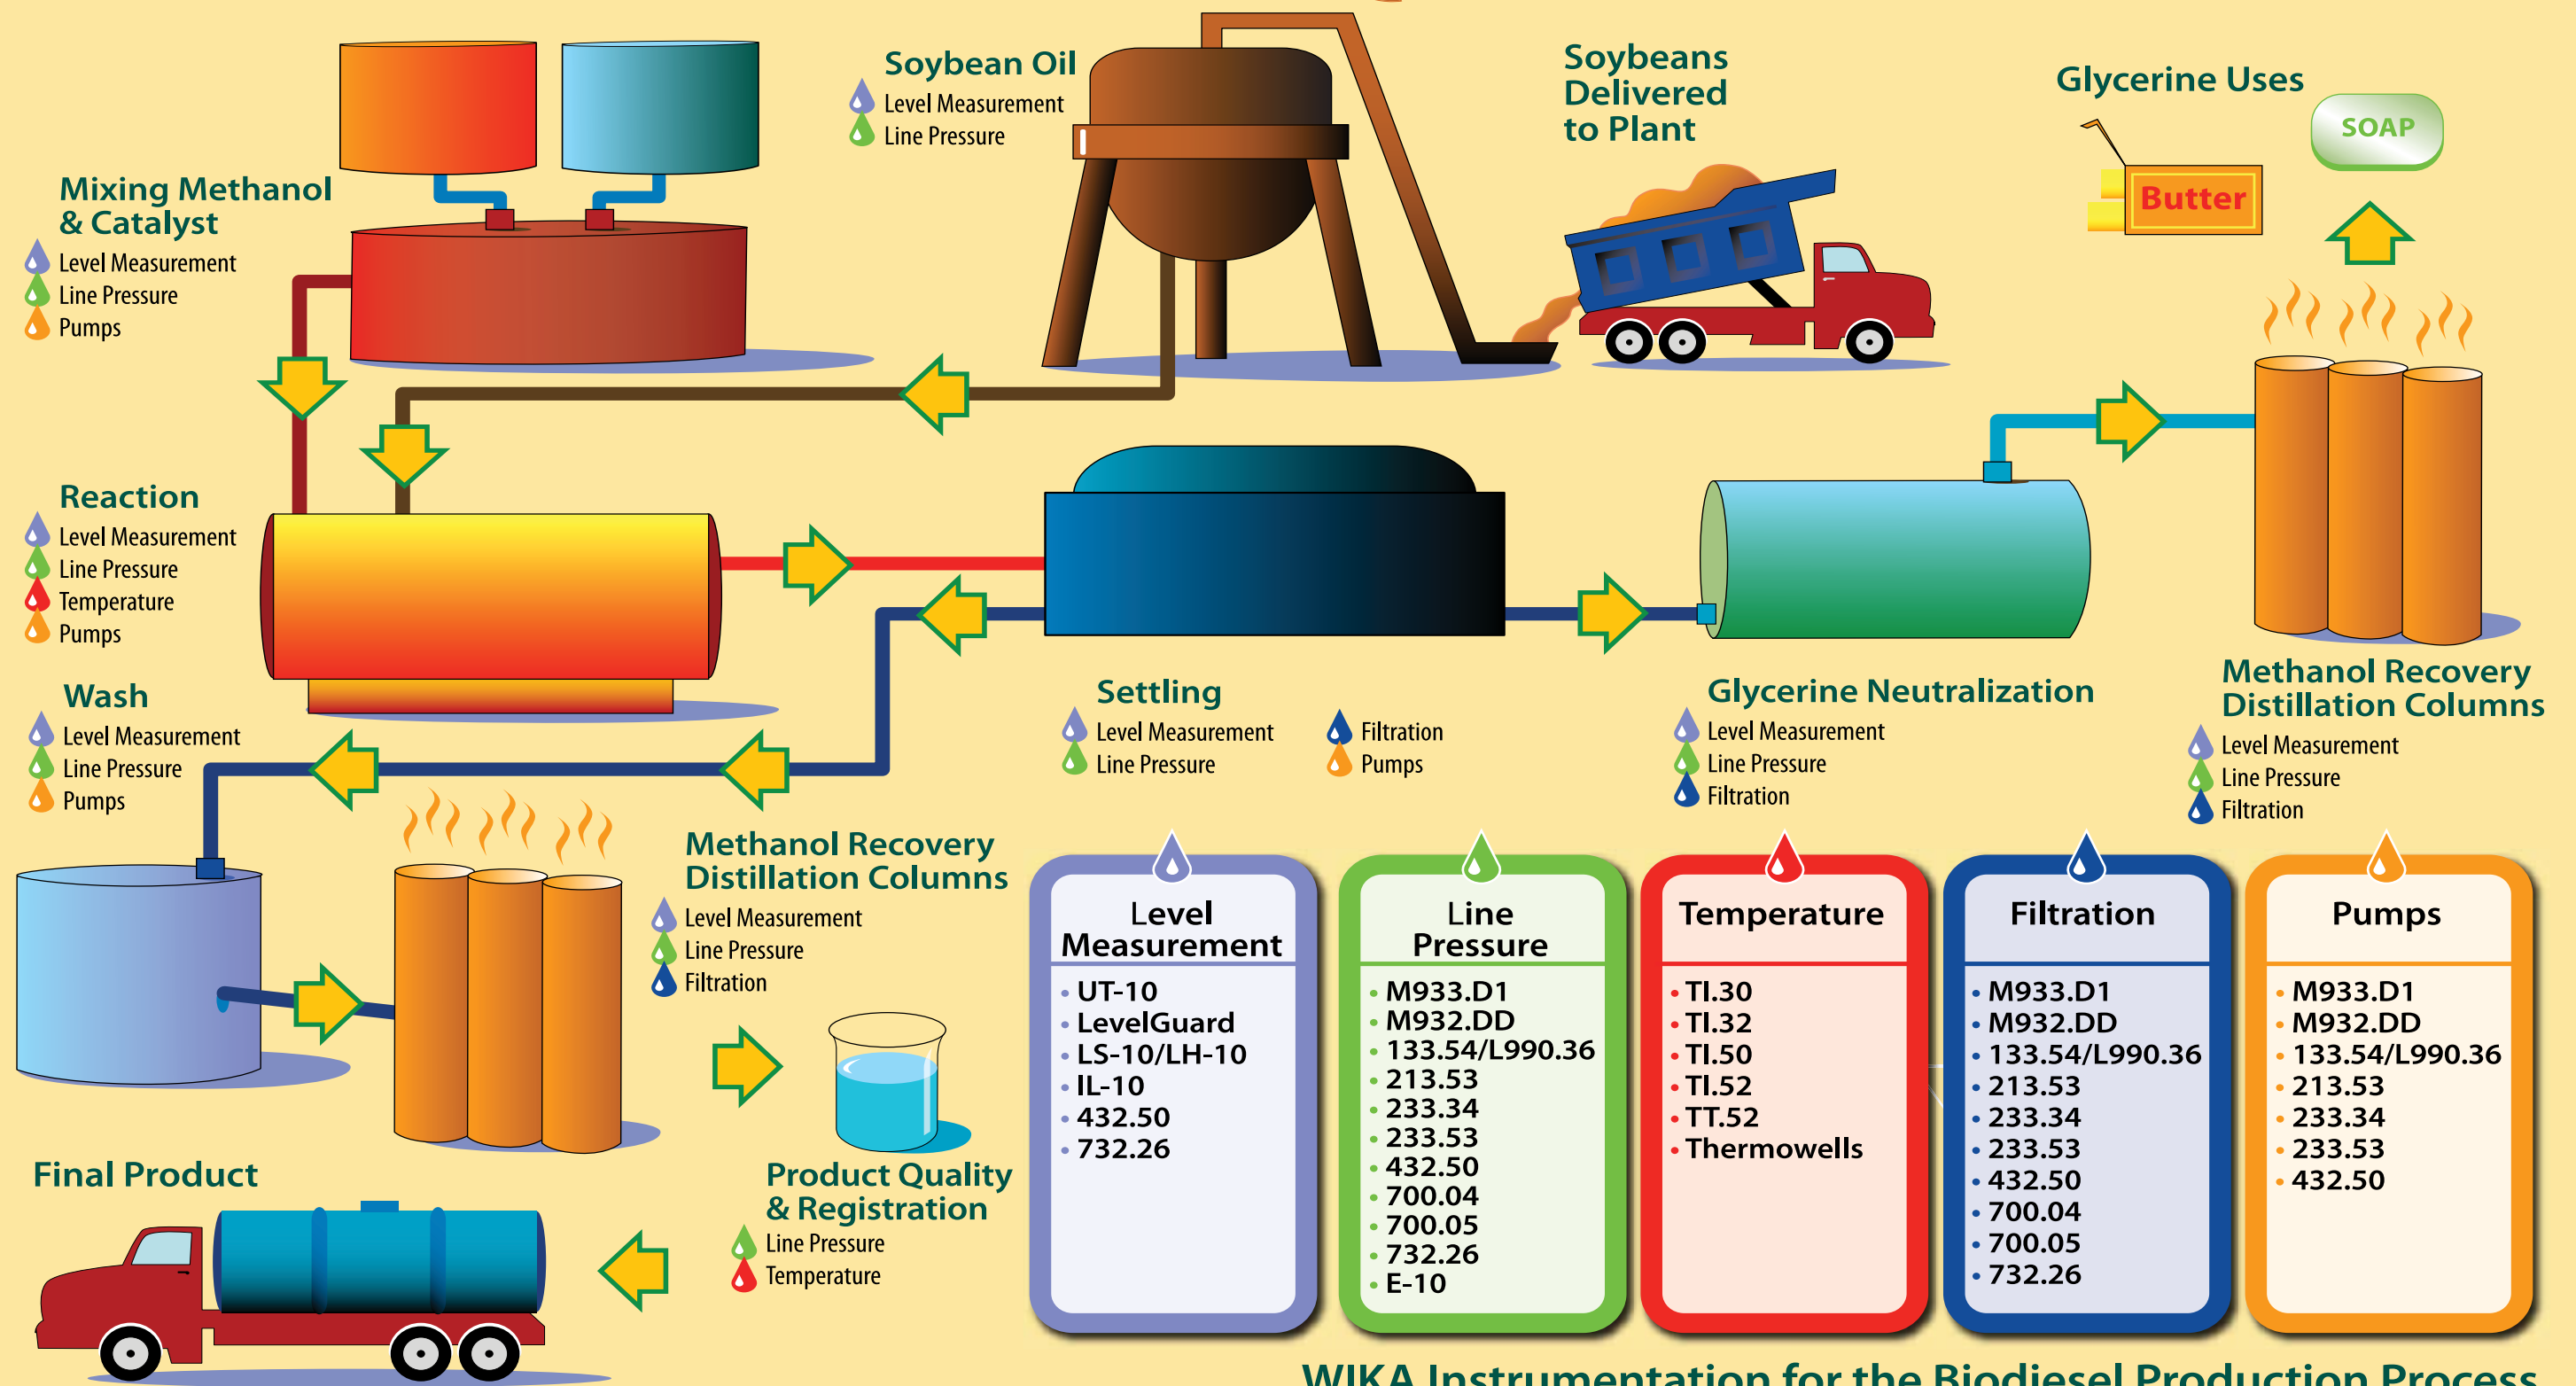 Soybean Oil
Level Measurement
Line Pressure
Soybeans
Delivered
to Plant
Glycerine Uses
SOAP
Butter
Mixing Methanol
& Catalyst
Level Measurement
Line Pressure
Pumps
Reaction
Level Measurement
Line Pressure
Temperature
Pumps
Wash
Level Measurement
Line Pressure
Pumps
Settling
Level Measurement
Line Pressure
Filtration
Pumps
Glycerine Neutralization
Level Measurement
Line Pressure
Filtration
Methanol Recovery
Distillation Columns
Level Measurement
Line Pressure
Filtration
Methanol Recovery
Distillation Columns
Level Measurement
Line Pressure
Filtration
Product Quality
& Registration
Line Pressure
Temperature
Final Product
Level
Measurement
• UT-10
• LevelGuard
• LS-10/LH-10
• IL-10
• 432.50
• 732.26
Line
Pressure
• M933.D1
• M932.DD
• 133.54/L990.36
• 213.53
• 233.34
• 233.53
• 432.50
• 700.04
• 700.05
• 732.26
• E-10
Temperature
• TI.30
• TI.32
• TI.50
• TI.52
• TT.52
• Thermowells
Filtration
• M933.D1
• M932.DD
• 133.54/L990.36
• 213.53
• 233.34
• 233.53
• 432.50
• 700.04
• 700.05
• 732.26
Pumps
• M933.D1
• M932.DD
• 133.54/L990.36
• 213.53
• 233.34
• 233.53
• 432.50
WIKA Instrumentation for the Biodiesel Production Process